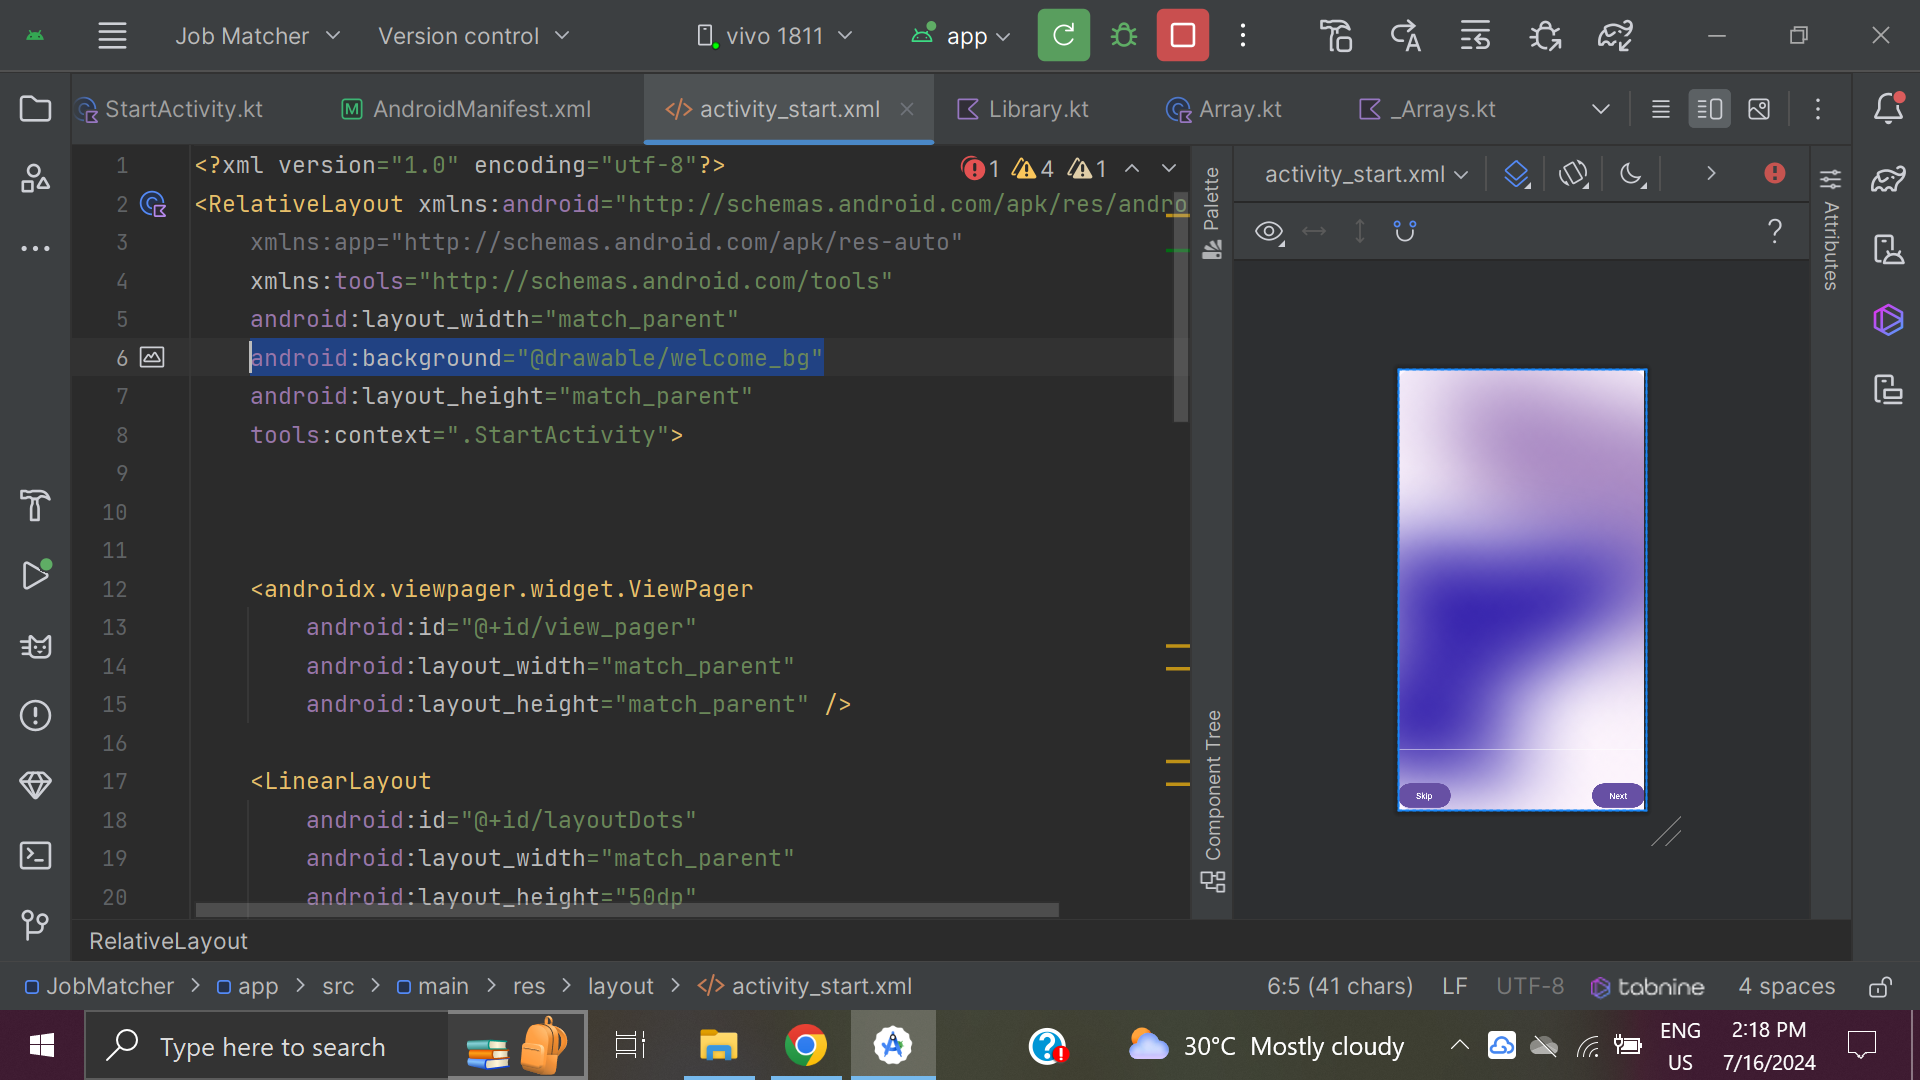 Job Matcher
Version control
vivo 1811
app
StartActivity.kt
AndroidManifest.xml
activity_start.xml
Library.kt
Array.kt
_Arrays.kt
1 <?xml version="1.0" encoding="utf-8"?>
1 4 1
2 <RelativeLayout xmlns:android="http://schemas.android.com/apk/res/andro
3 xmlns:app="http://schemas.android.com/apk/res-auto"
4 xmlns:tools="http://schemas.android.com/tools"
5 android:layout_width="match_parent"
6 android:background="@drawable/welcome_bg"
7 android:layout_height="match_parent"
8 tools:context=".StartActivity">
9
10
11
12 <androidx.viewpager.widget.ViewPager
13 android:id="@+id/view_pager"
14 android:layout_width="match_parent"
15 android:layout_height="match_parent" />
16
17 <LinearLayout
18 android:id="@+id/layoutDots"
19 android:layout_width="match_parent"
20 android:layout_height="50dp"
Palette
Component Tree
activity_start.xml
?
Attributes
Skip
Next
RelativeLayout
JobMatcher > app > src > main > res > layout > activity_start.xml
6:5 (41 chars) LF UTF-8 tabnine 4 spaces
Type here to search
30°C Mostly cloudy
ENG
US
2:18 PM
7/16/2024